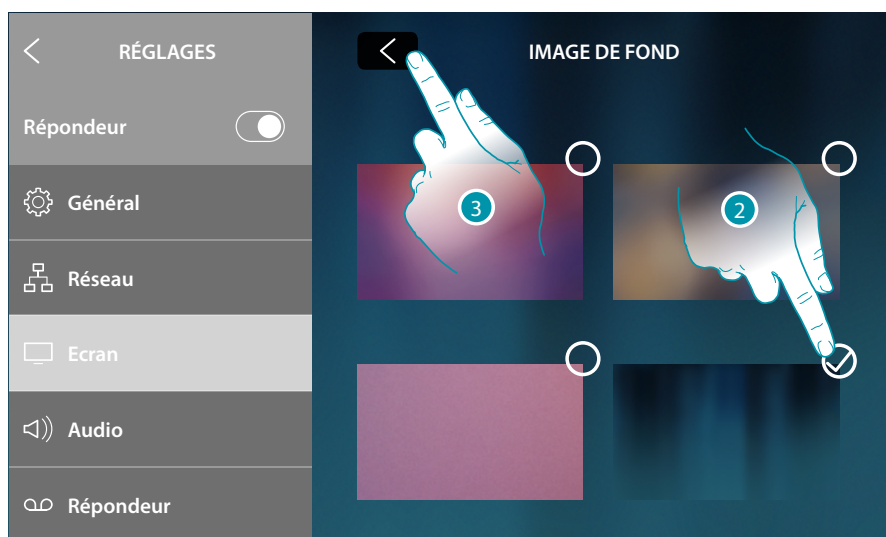 RÉGLAGES
Répondeur
Général
Réseau
Ecran
Audio
Répondeur
IMAGE DE FOND
3
2